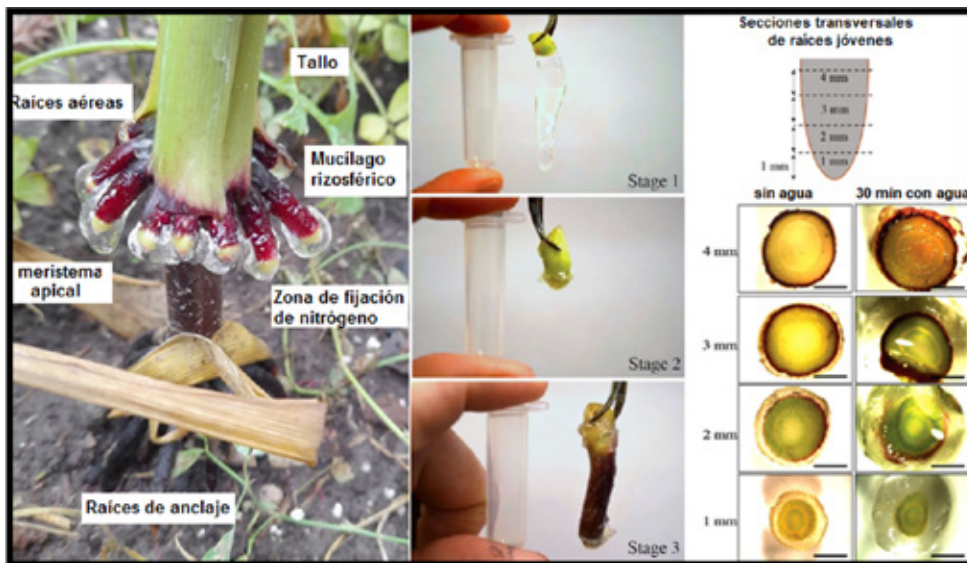 Tallo
Raíces aéreas
Mucílago
rizosférico
meristema
apical
Zona de fijación
de nitrógeno
Raíces de anclaje
Stage 1
Stage 2
Stage 3
Secciones transversales
de raíces jóvenes
4 mm
3 mm
2 mm
1 mm
1 mm
sin agua
30 min con agua
4 mm
3 mm
2 mm
1 mm